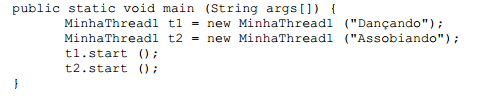 public static void main (String args[]) {
MinhaThread1 t1 = new MinhaThread1 ("Dançando");
MinhaThread1 t2 = new MinhaThread1 ("Assobiando");
t1.start ();
t2.start ();
}